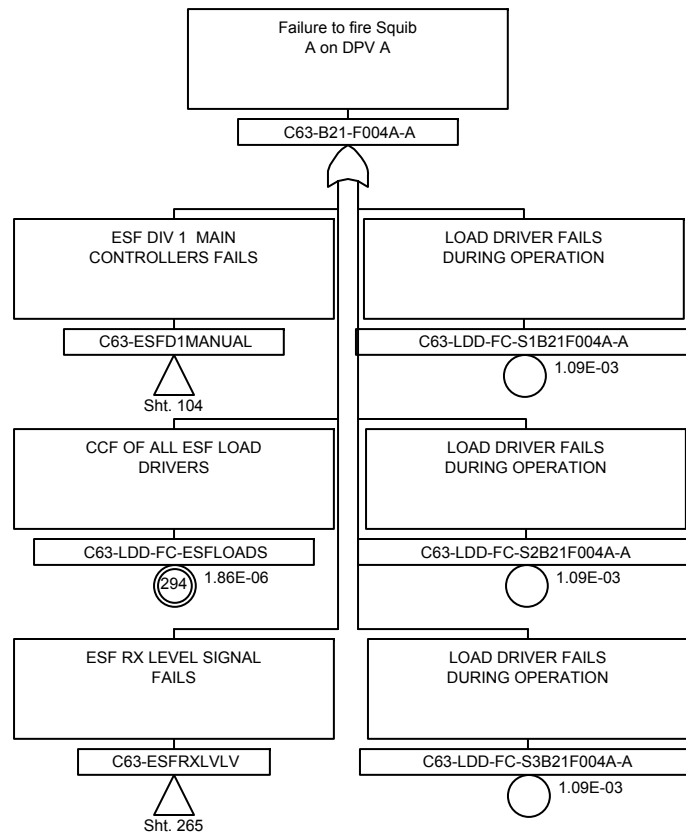 Failure to fire Squib
A on DPV A
C63-B21-F004A-A
ESF DIV 1 MAIN
CONTROLLERS FAILS
C63-ESFD1MANUAL
Sht. 104
LOAD DRIVER FAILS
DURING OPERATION
C63-LDD-FC-S1B21F004A-A
1.09E-03
CCF OF ALL ESF LOAD
DRIVERS
C63-LDD-FC-ESFLOADS
294
1.86E-06
LOAD DRIVER FAILS
DURING OPERATION
C63-LDD-FC-S2B21F004A-A
1.09E-03
ESF RX LEVEL SIGNAL
FAILS
C63-ESFRXLVLV
Sht. 265
LOAD DRIVER FAILS
DURING OPERATION
C63-LDD-FC-S3B21F004A-A
1.09E-03